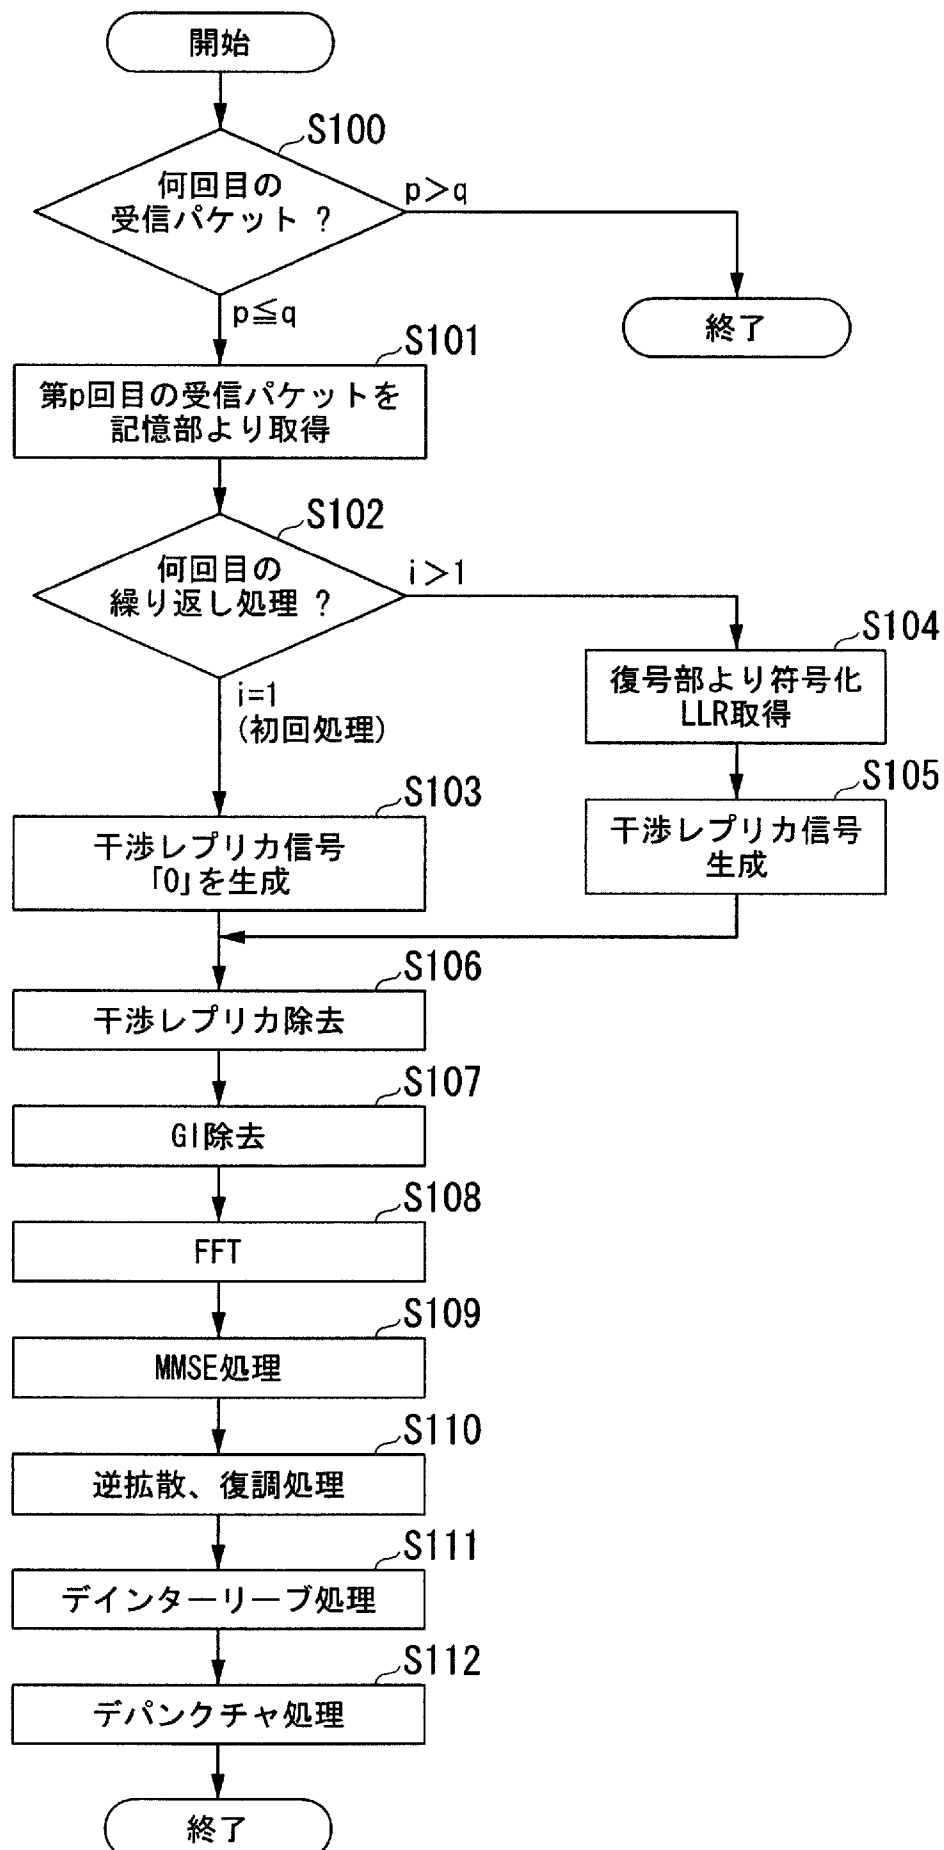 開始
S100
何回目の
受信パケット ?
p>q
終了
p≦q
S101
第p回目の受信パケットを
記憶部より取得
S102
何回目の
繰り返し処理 ?
i>1
i=1
(初回処理)
S104
復号部より符号化
LLR取得
S105
干渉レプリカ信号
生成
S103
干渉レプリカ信号
「0」を生成
S106
干渉レプリカ除去
S107
GI除去
S108
FFT
S109
MMSE処理
S110
逆拡散、復調処理
S111
デインターリーブ処理
S112
デパンクチャ処理
終了